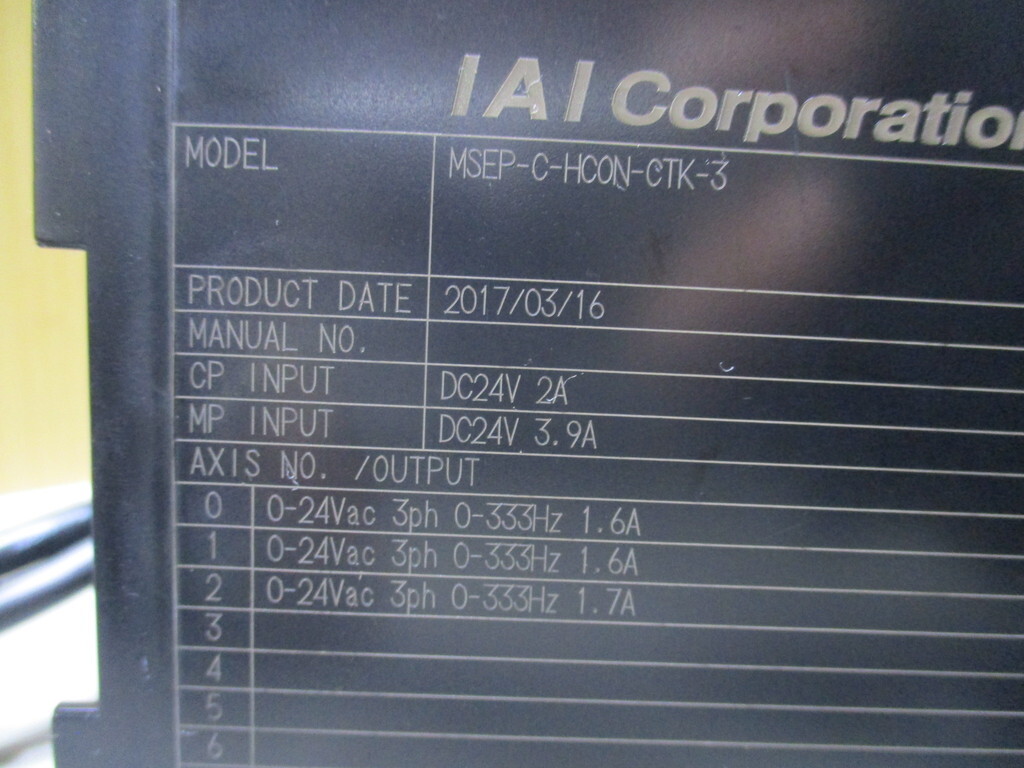 IAI Corporation
MODEL MSEP-C-HCON-CTK-3
PRODUCT DATE 2017/03/16
MANUAL NO.
CP INPUT DC24V 2A
MP INPUT DC24V 3.9A
AXIS NO. /OUTPUT
0 0-24Vac 3ph 0-333Hz 1.6A
1 0-24Vac 3ph 0-333Hz 1.6A
2 0-24Vac 3ph 0-333Hz 1.7A
3
4
5
6